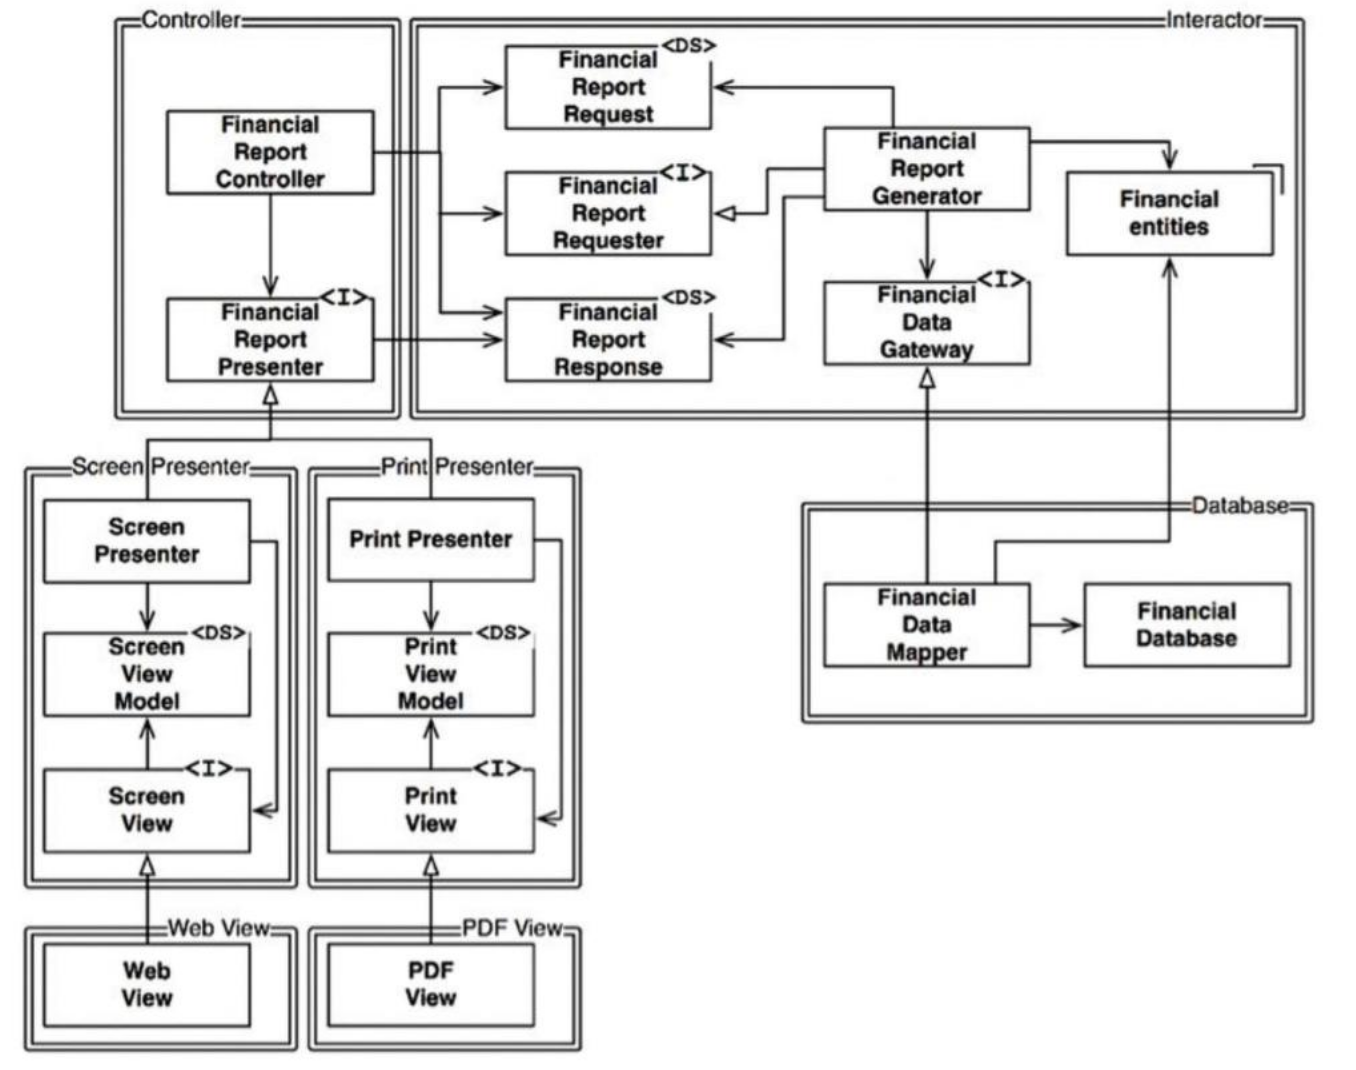 Controller
Interactor
<DS>
Financial
Report
Request
Financial
Report
Controller
Financial
Report
Generator
<I>
Financial
Report
Requester
Financial
entities
<I>
Financial
Report
Presenter
<DS>
Financial
Report
Response
<I>
Financial
Data
Gateway
Screen Presenter
Print Presenter
Database
Screen
Presenter
Print Presenter
Financial
Data
Mapper
Financial
Database
<DS>
Screen
View
Model
<DS>
Print
View
Model
<I>
Screen
View
<I>
Print
View
Web View
PDF View
Web
View
PDF
View